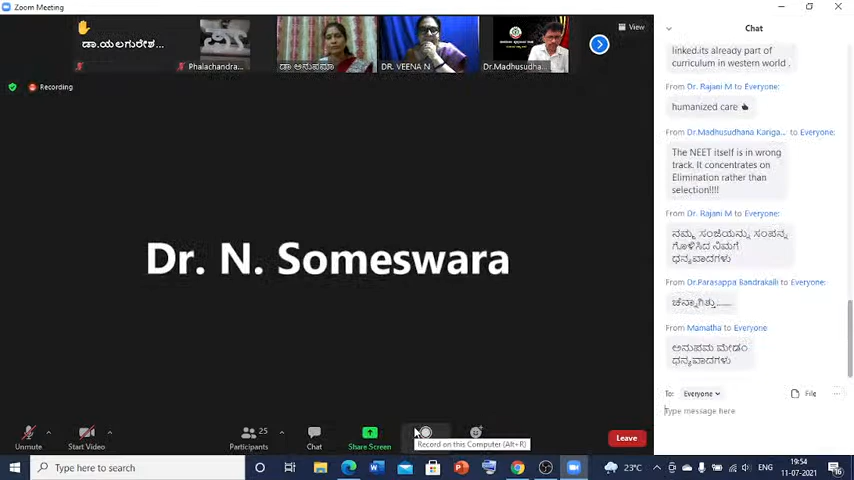 Zoom Meeting
ಡಾ.ಯಲಗುರೇಶ...
Phalachandra...
ಡಾ ಅನುಪಮಾ
DR. VEENA N
Dr.Madhusudha...
View
Recording
Dr. N. Someswara
Chat
linked.its already part of
curriculum in western world .
From Dr. Rajani M to Everyone:
humanized care
From Dr.Madhusudhana Kariga... to Everyone:
The NEET itself is in wrong
track. It concentrates on
Elimination rather than
selection!!!!
From Dr. Rajani M to Everyone:
ನಮ್ಮ ಸಂಜೆಯನ್ನು ಸಂಪನ್ನ
ಗೊಳಿಸಿದ ನಿಮಗೆ
ಧನ್ಯವಾದಗಳು
From Dr.Parasappa Bandrakalli to Everyone:
ಚೆನ್ನಾಗಿತ್ತು.......
From Mamatha to Everyone:
ಅನುಪಮ ಮೇಡಂ
ಧನ್ಯವಾದಗಳು
To: Everyone
File
Type message here
Unmute
Start Video
Participants
25
Chat
Share Screen
Record on this Computer (Alt+R)
Leave
Type here to search
23°C
ENG
19:54
11-07-2021